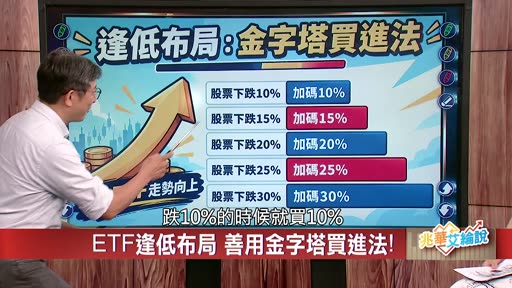 逢低布局：金字塔買進法
股票下跌10% 加碼10%
股票下跌15% 加碼15%
股票下跌20% 加碼20%
股票下跌25% 加碼25%
股票下跌30% 加碼30%
走勢向上
跌10%的時候就買10%
ETF逢低布局 善用金字塔買進法!
兆華艾綸說